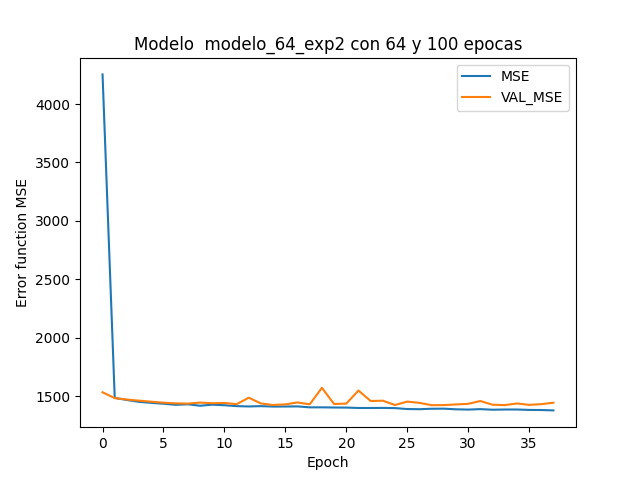 Modelo  modelo_64_exp2 con 64 y 100 epocas
MSE
VAL_MSE
Error function MSE
4000
3500
3000
2500
2000
1500
0 5 10 15 20 25 30 35
Epoch